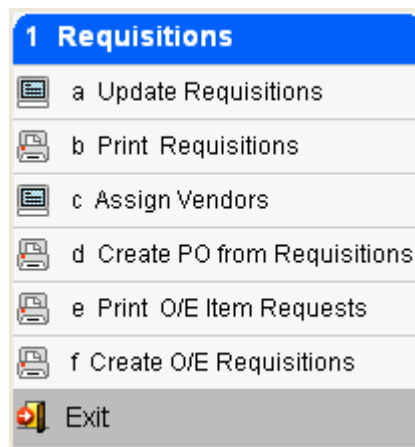 1 Requisitions
a Update Requisitions
b Print Requisitions
c Assign Vendors
d Create PO from Requisitions
e Print O/E Item Requests
f Create O/E Requisitions
Exit